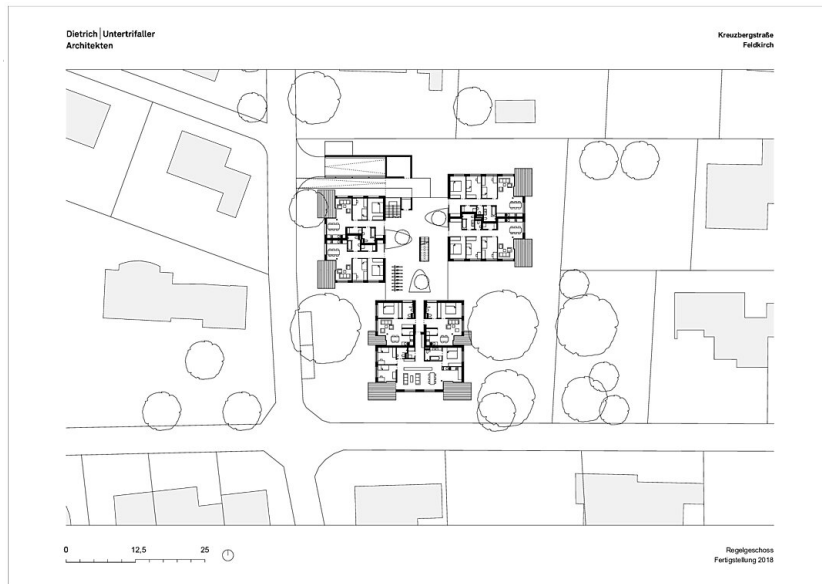 Dietrich | Untertrifaller
Architekten
Kreuzbergstraße
Feldkirch
0 12,5 25
Regelgeschoss
Fertigstellung 2018